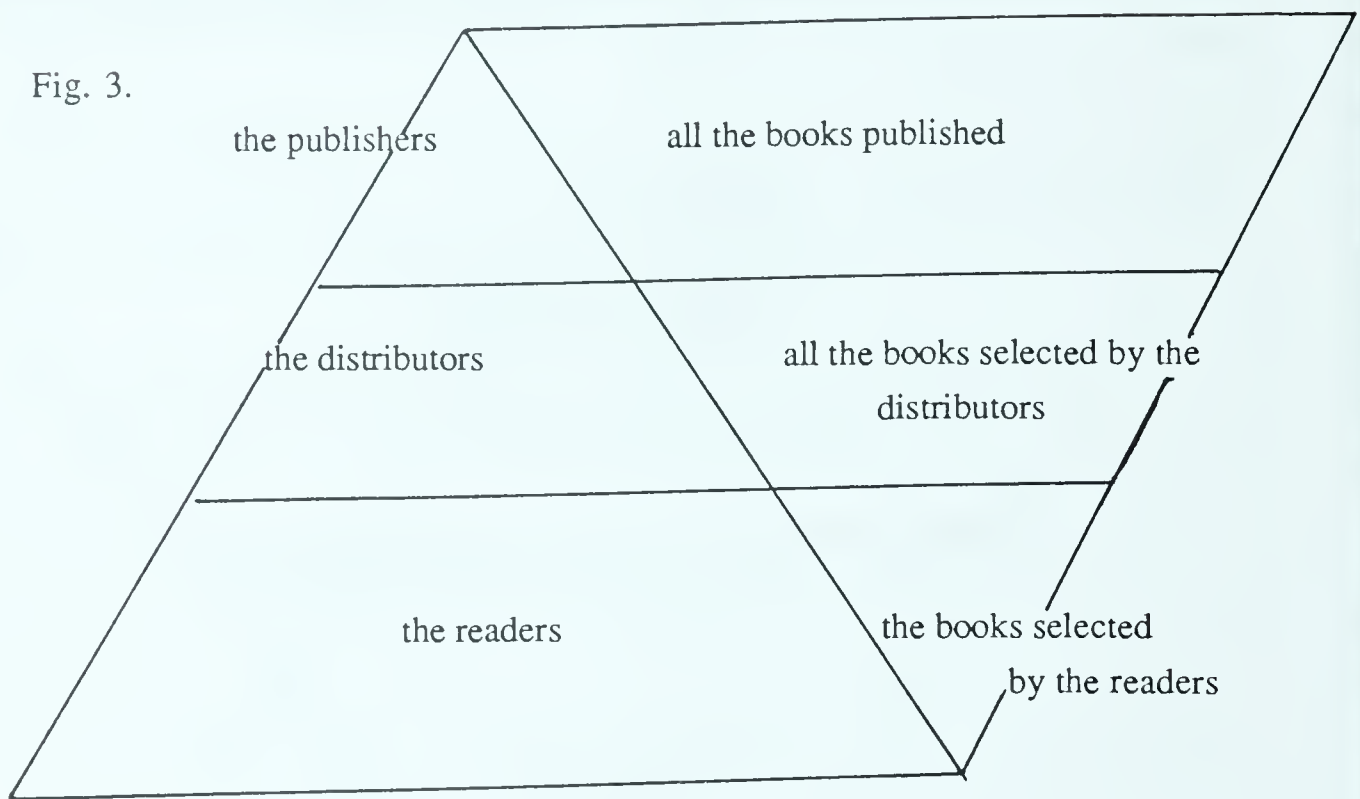 Fig. 3.
the publishers
all the books published
the distributors
all the books selected by the
distributors
the readers
the books selected
by the readers